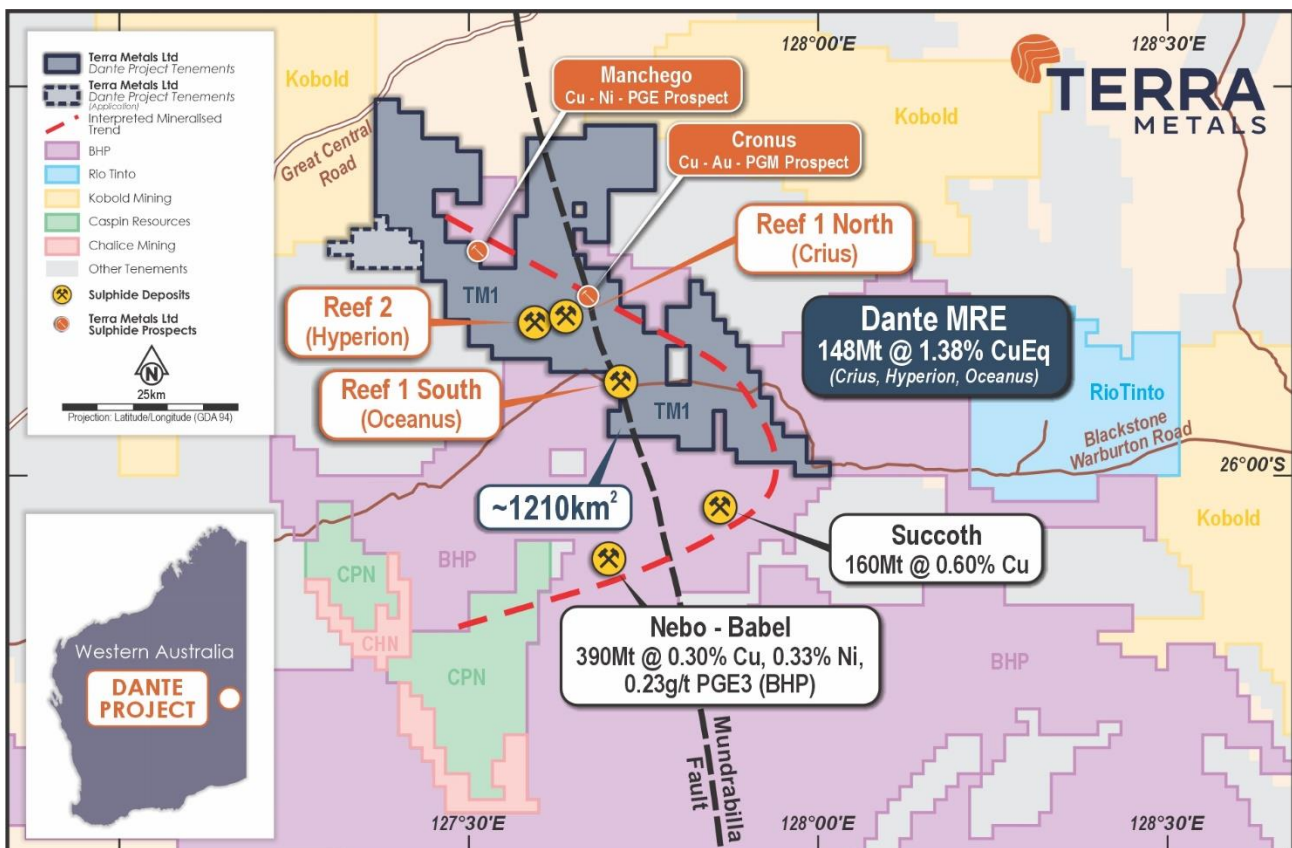 Terra Metals Ltd
Dante Project Tenements
Terra Metals Ltd
Dante Project Tenements
(Application)
Interpreted Mineralised
Trend
BHP
Rio Tinto
Kobold Mining
Caspin Resources
Chalice Mining
Other Tenements
Sulphide Deposits
Terra Metals Ltd
Sulphide Prospects
N
25km
Projection: Latitude/Longitude (GDA 94)
128°00'E
128°30'E
TERRA
METALS
Kobold
Great Central
Road
Manchego
Cu - Ni - PGE Prospect
Kobold
Cronus
Cu - Au - PGM Prospect
Reef 1 North
(Crius)
TM1
Reef 2
(Hyperion)
Dante MRE
148Mt @ 1.38% CuEq
(Crius, Hyperion, Oceanus)
Reef 1 South
(Oceanus)
TM1
RioTinto
Blackstone
Warburton Road
26°00'S
~1210km²
Kobold
Succoth
160Mt @ 0.60% Cu
BHP
CPN
CHN
CPN
Nebo - Babel
390Mt @ 0.30% Cu, 0.33% Ni,
0.23g/t PGE3 (BHP)
BHP
Mundrabilla
Fault
Western Australia
DANTE
PROJECT
127°30'E
128°00'E
128°30'E